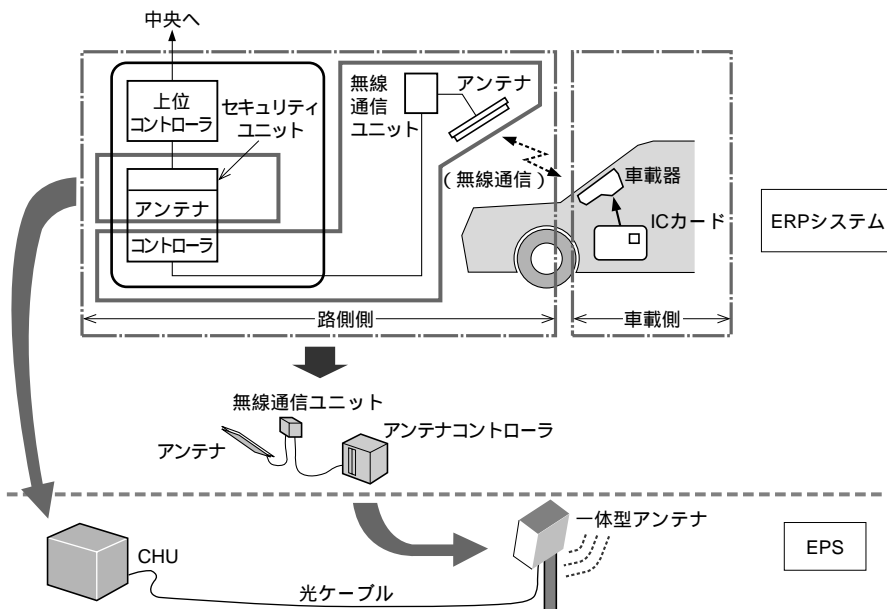 中央へ
上位
コントローラ
セキュリティ
ユニット
アンテナ
コントローラ
無線
通信
ユニット
アンテナ
(無線通信)
車載器
ICカード
ERPシステム
路側側
車載側
無線通信ユニット
アンテナ
アンテナコントローラ
一体型アンテナ
CHU
光ケーブル
EPS